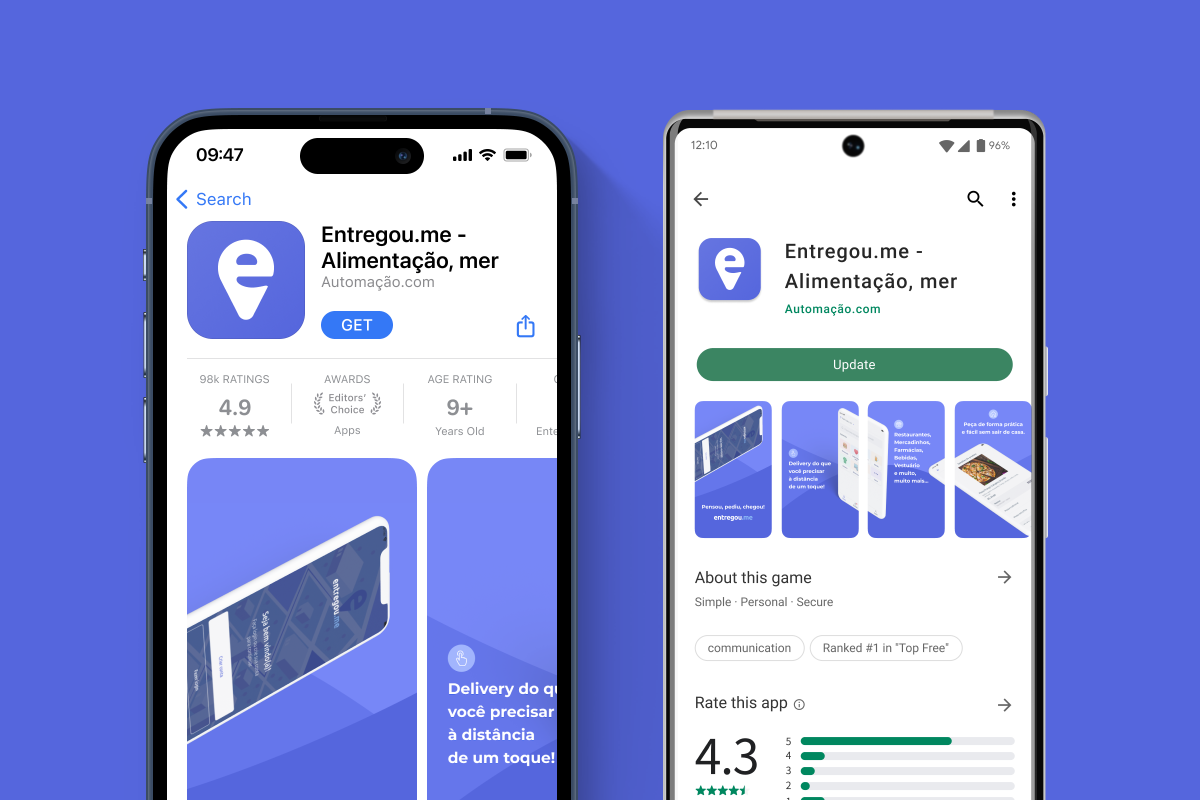 09:47
Search
Entregou.me -
Alimentação, mer
Automação.com
GET
98k RATINGS
4.9
AWARDS
Editors'
Choice
Apps
AGE RATING
9+
Years Old
Ente
entregou.me
Seja bem vindo(a)!
Criar conta
Fazer login
Delivery do qu
você precisar
à distância
de um toque!
12:10
96%
Entregou.me -
Alimentação, mer
Automação.com
Update
Pensou, pediu, chegou!
entregou.me
Delivery do que
você precisar
à distância
de um toque!
Restaurantes,
Mercadinhos,
Farmácias,
Bebidas,
Vestuário
e muito,
muito mais...
Peça de forma prática
e fácil sem sair de casa.
About this game
Simple · Personal · Secure
communication
Ranked #1 in "Top Free"
Rate this app
4.3
5
4
3
2
1